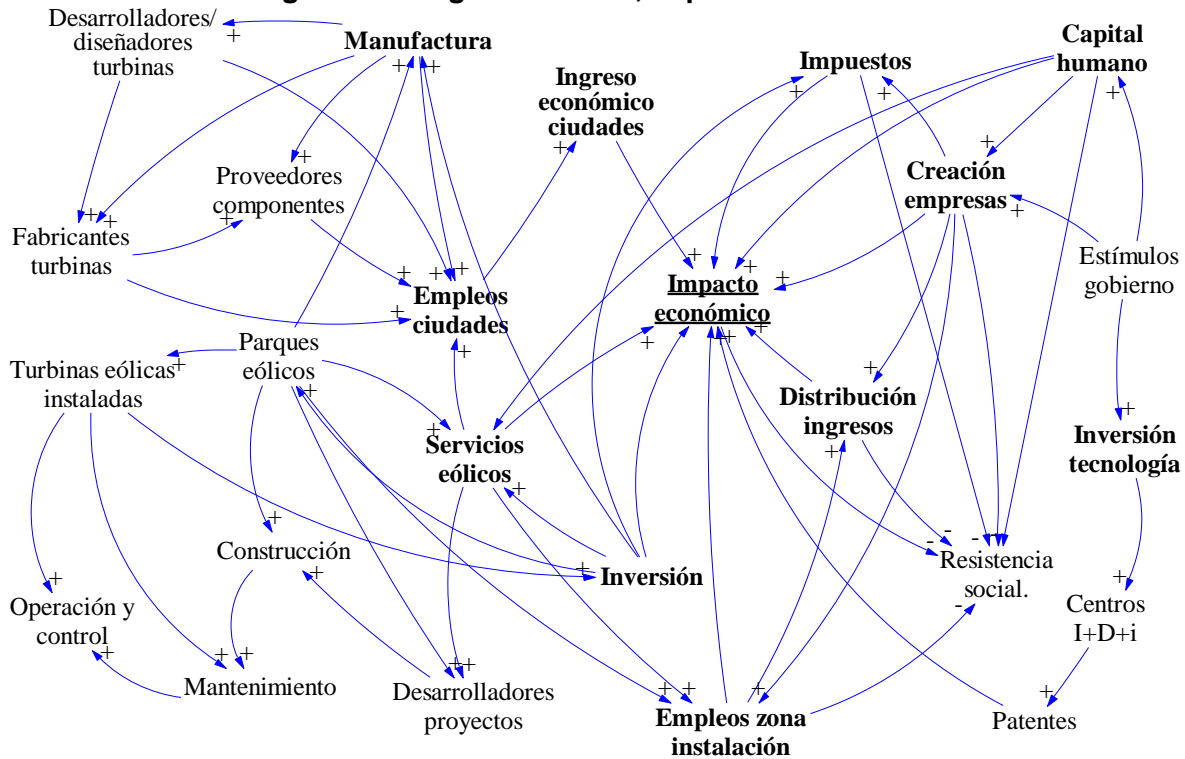 Desarrolladores/
diseñadores
turbinas
Manufactura
Ingreso
económico
ciudades
Impuestos
Capital
humano
Proveedores
componentes
Creación
empresas
Fabricantes
turbinas
Estímulos
gobierno
Empleos
ciudades
Impacto
económico
Parques
eólicos
Turbinas eólicas
instaladas
Distribución
ingresos
Servicios
eólicos
Inversión
tecnología
Construcción
Inversión
Resistencia
social.
Operación y
control
Centros
I+D+i
Mantenimiento
Desarrolladores
proyectos
Empleos zona
instalación
Patentes